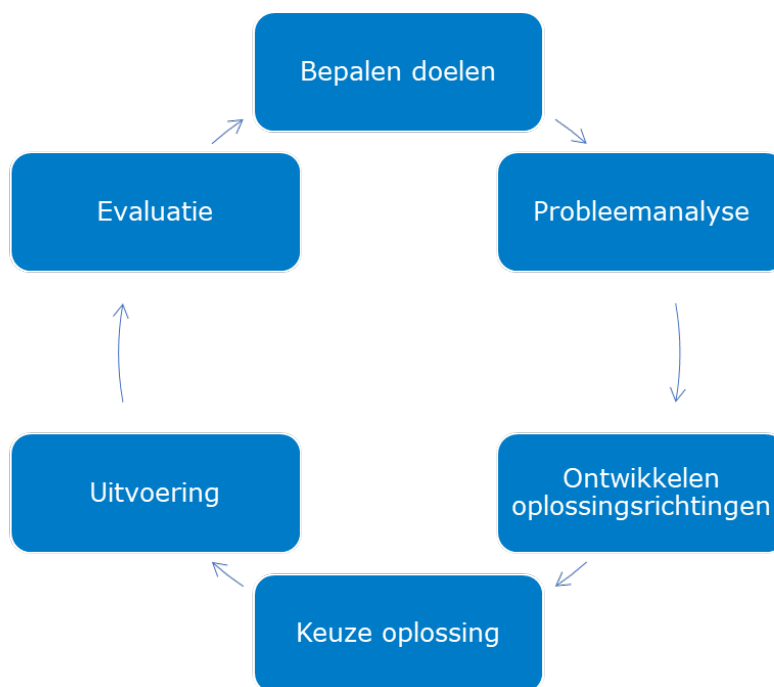 Bepalen doelen
Probleemanalyse
Ontwikkelen
oplossingsrichtingen
Keuze oplossing
Uitvoering
Evaluatie